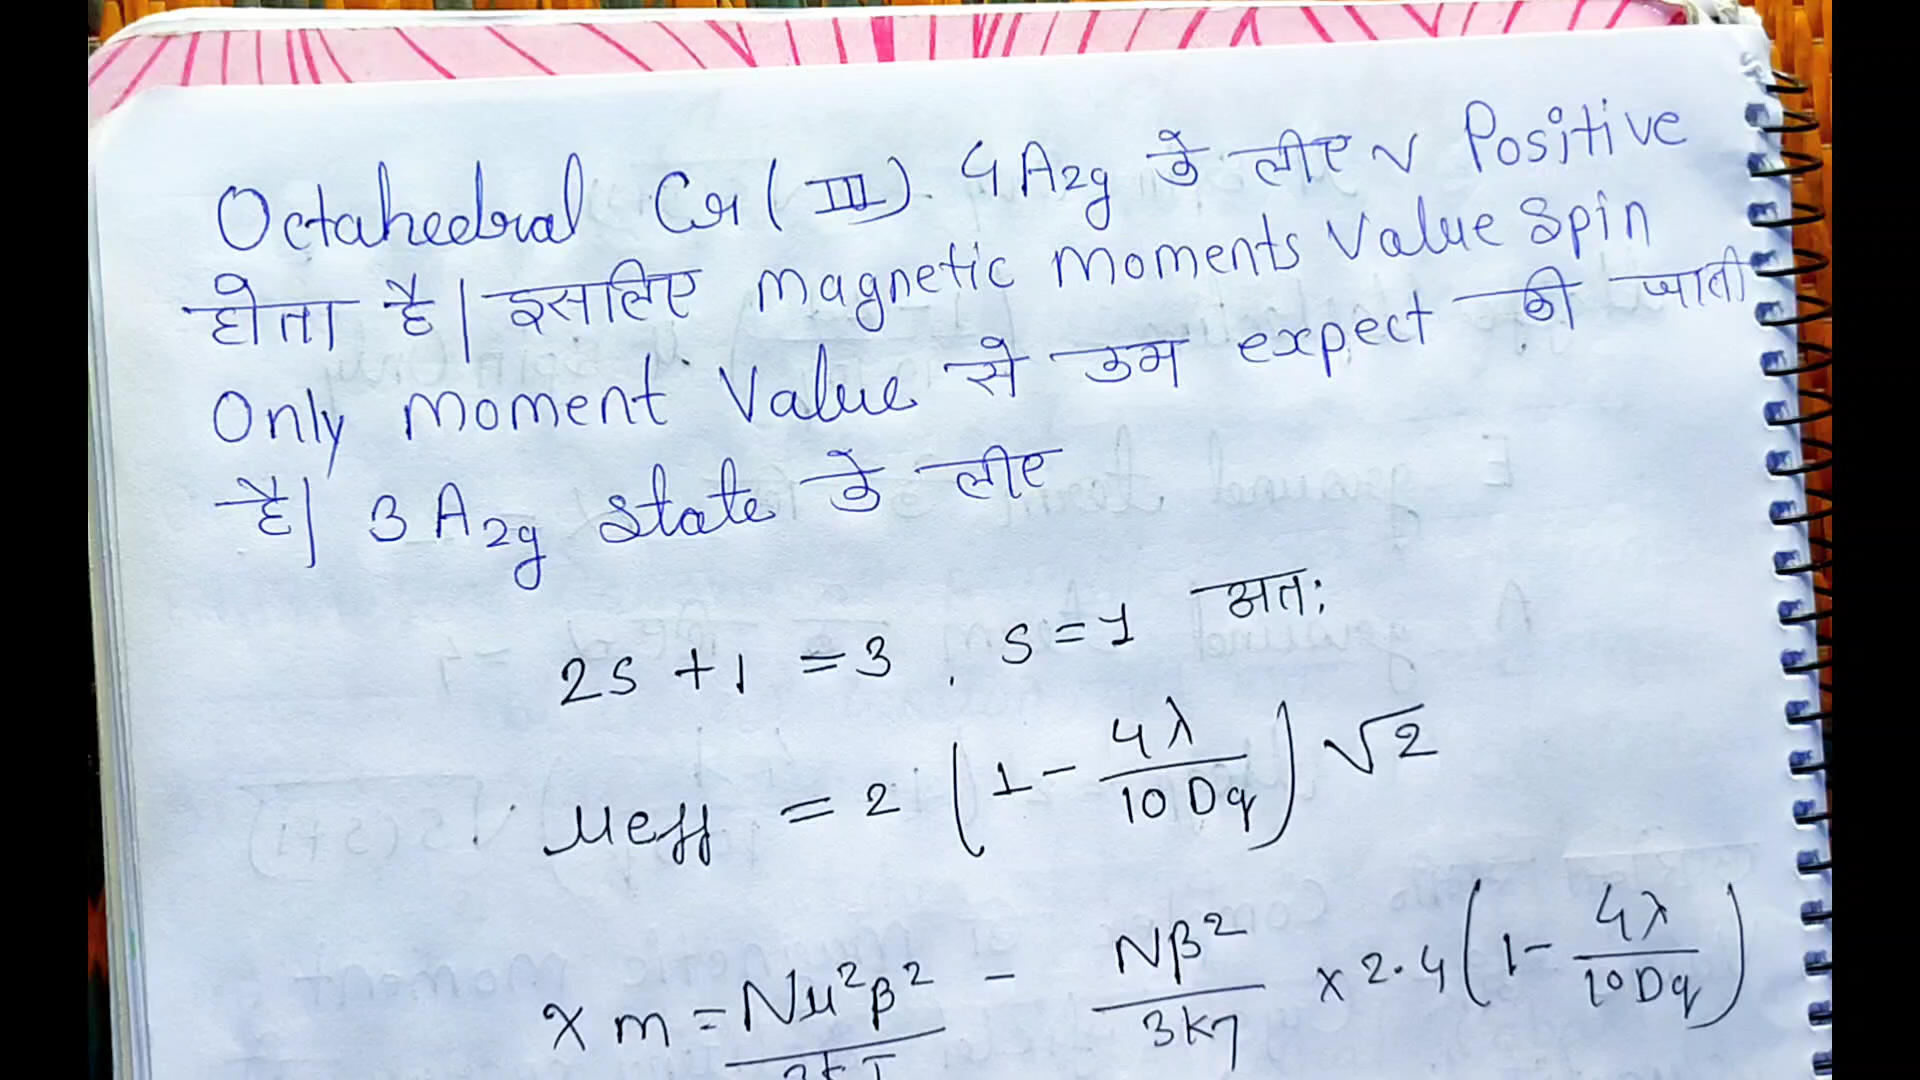 Octahedral Cr(III). 4A2g के लीए v Positive
होता है। इसलिए magnetic moments Value Spin
Only moment Value से कम expect की जाती
है। 3A2g state के लीए
2S + 1 = 3 . S = 1 अत:
μeff = 2 (1 - 4λ/10Dq) √2
χm = Nμ²β²/3kT - Nβ²/3kT × 2.4 (1 - 4λ/10Dq)